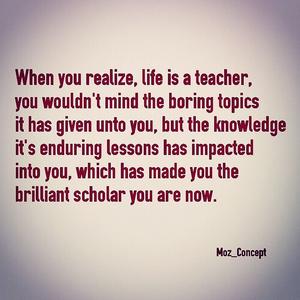 When you realize, life is a teacher,
you wouldn't mind the boring topics
it has given unto you, but the knowledge
it's enduring lessons has impacted
into you, which has made you the
brilliant scholar you are now.
Moz_Concept